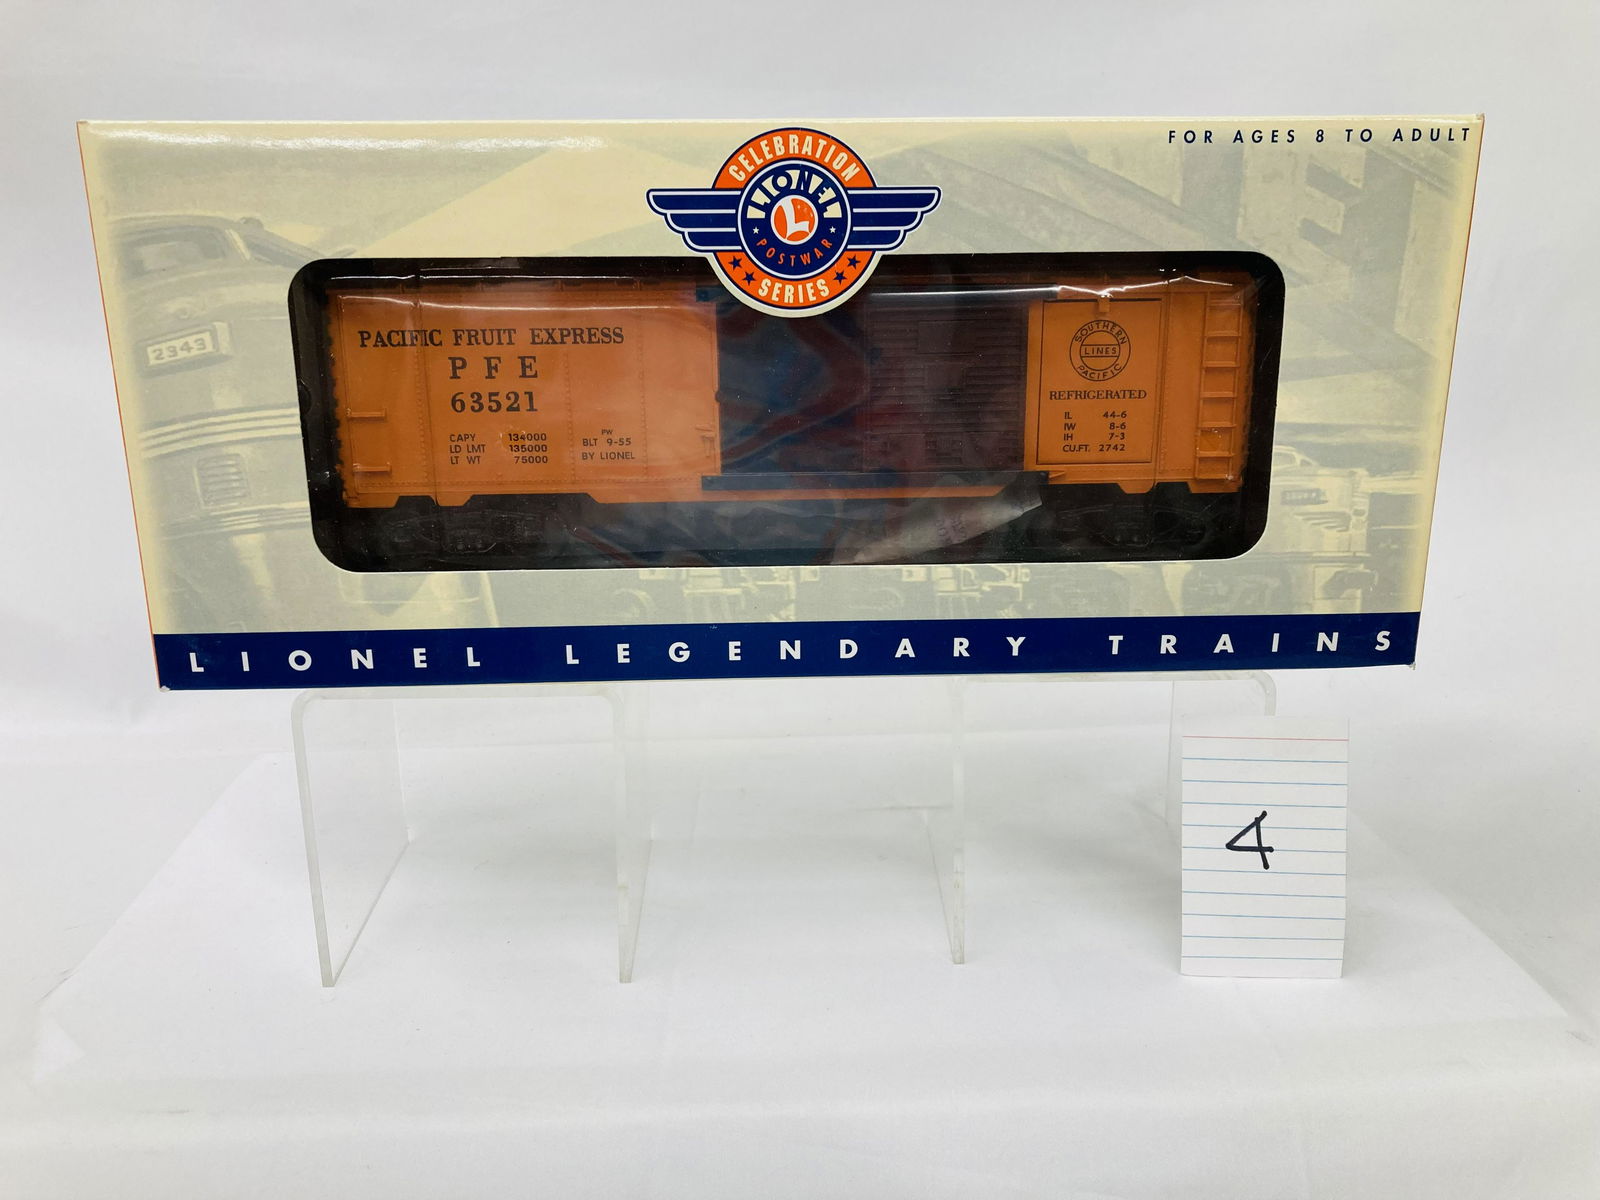 FOR AGES 8 TO ADULT
CELEBRATION
LIONEL
L
POSTWAR
SERIES
2343
PACIFIC FRUIT EXPRESS
PFE
63521
CAPY 134000
LD LMT 135000
LT WT 75000
PW
BLT 9-55
BY LIONEL
SOUTHERN
LINES
PACIFIC
REFRIGERATED
IL 44-6
IW 8-6
IH 7-3
CU.FT. 2742
LIONEL LEGENDARY TRAINS
4